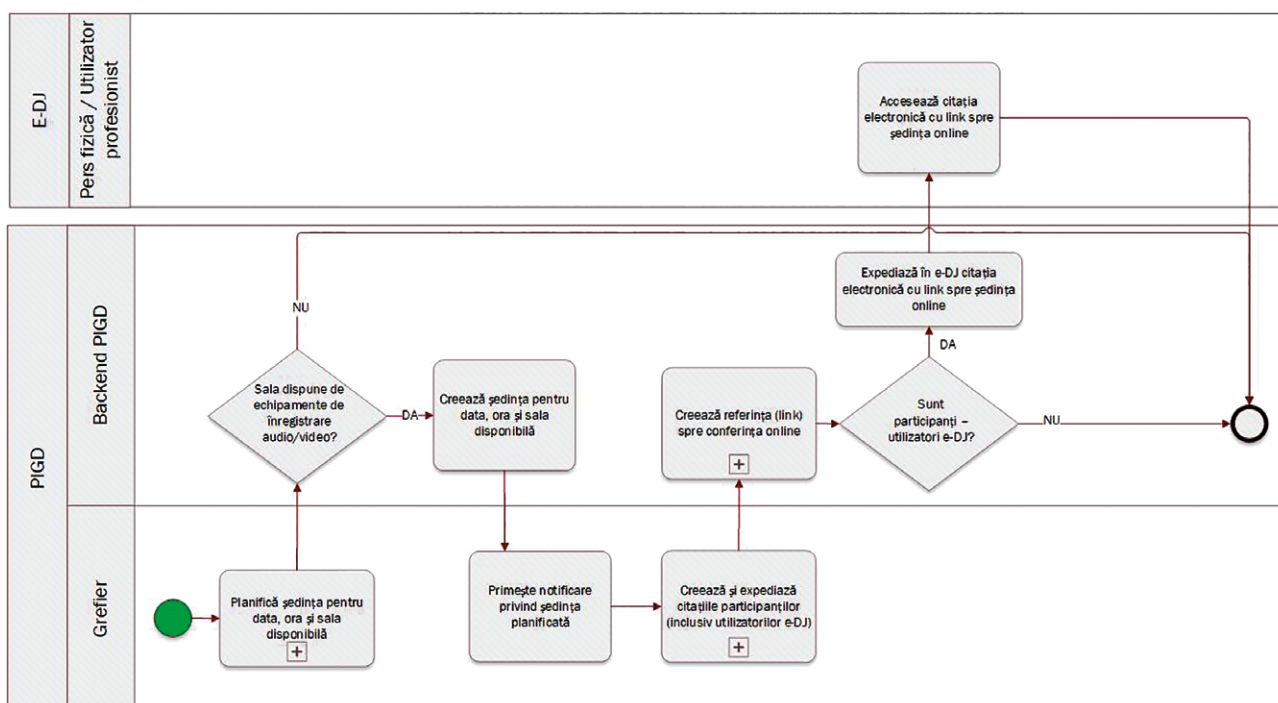 E-DJ
Pers fizică / Utilizator
profesionist
Accesează citația
electronică cu link spre
ședința online
PIGD
Backend PIGD
NU
Sala dispune de
echipamente de
înregistrare
audio/video?
DA
Creează ședința pentru
data, ora și sala
disponibilă
Creează referința (link)
spre conferința online
Expediază în e-DJ citația
electronică cu link spre ședința
online
DA
Sunt
participanți –
utilizatori e-DJ?
NU
Grefier
Planifică ședința pentru
data, ora și sala
disponibilă
Primește notificare
privind ședința
planificată
Creează și expediază
citațiile participanților
(inclusiv utilizatorilor e-DJ)